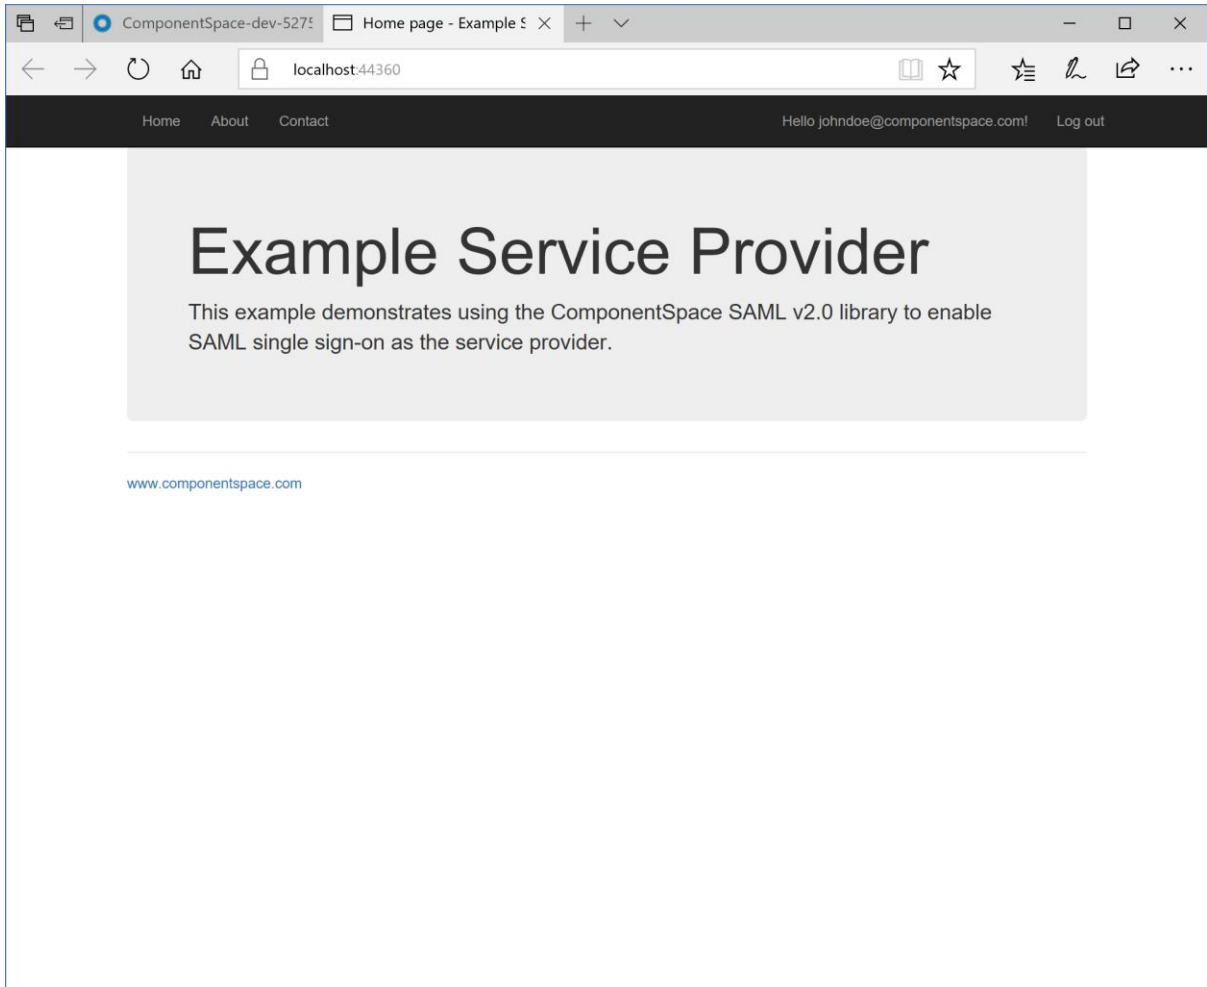 ComponentSpace-dev-5275
Home page - Example S
localhost:44360
Home About Contact Hello johndoe@componentspace.com! Log out
Example Service Provider
This example demonstrates using the ComponentSpace SAML v2.0 library to enable
SAML single sign-on as the service provider.
www.componentspace.com